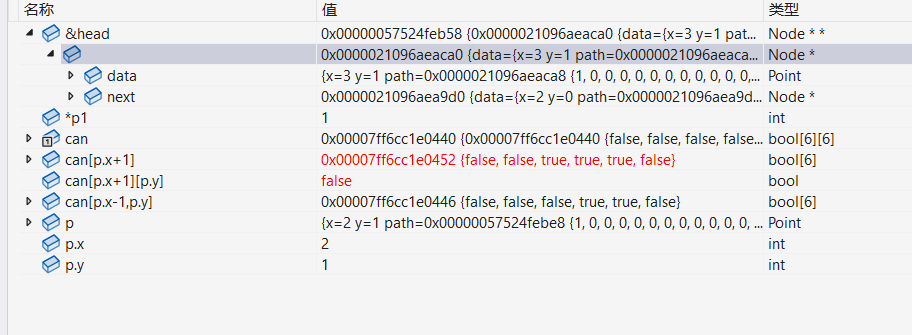 名称 值 类型
&head 0x00000057524feb58 {0x0000021096aeaca0 {data={x=3 y=1 pat... Node * *
0x0000021096aeaca0 {data={x=3 y=1 path=0x0000021096aeaca... Node *
data {x=3 y=1 path=0x0000021096aeaca8 {1, 0, 0, 0, 0, 0, 0, 0, 0, 0, 0,... Point
next 0x0000021096aea9d0 {data={x=2 y=0 path=0x0000021096aea9d... Node *
*p1 1 int
can 0x00007ff6cc1e0440 {0x00007ff6cc1e0440 {false, false, false, false... bool[6][6]
can[p.x+1] 0x00007ff6cc1e0452 {false, false, true, true, true, false} bool[6]
can[p.x+1][p.y] false bool
can[p.x-1,p.y] 0x00007ff6cc1e0446 {false, false, false, true, true, false} bool[6]
p {x=2 y=1 path=0x00000057524febe8 {1, 0, 0, 0, 0, 0, 0, 0, 0, 0, 0, ... Point
p.x 2 int
p.y 1 int